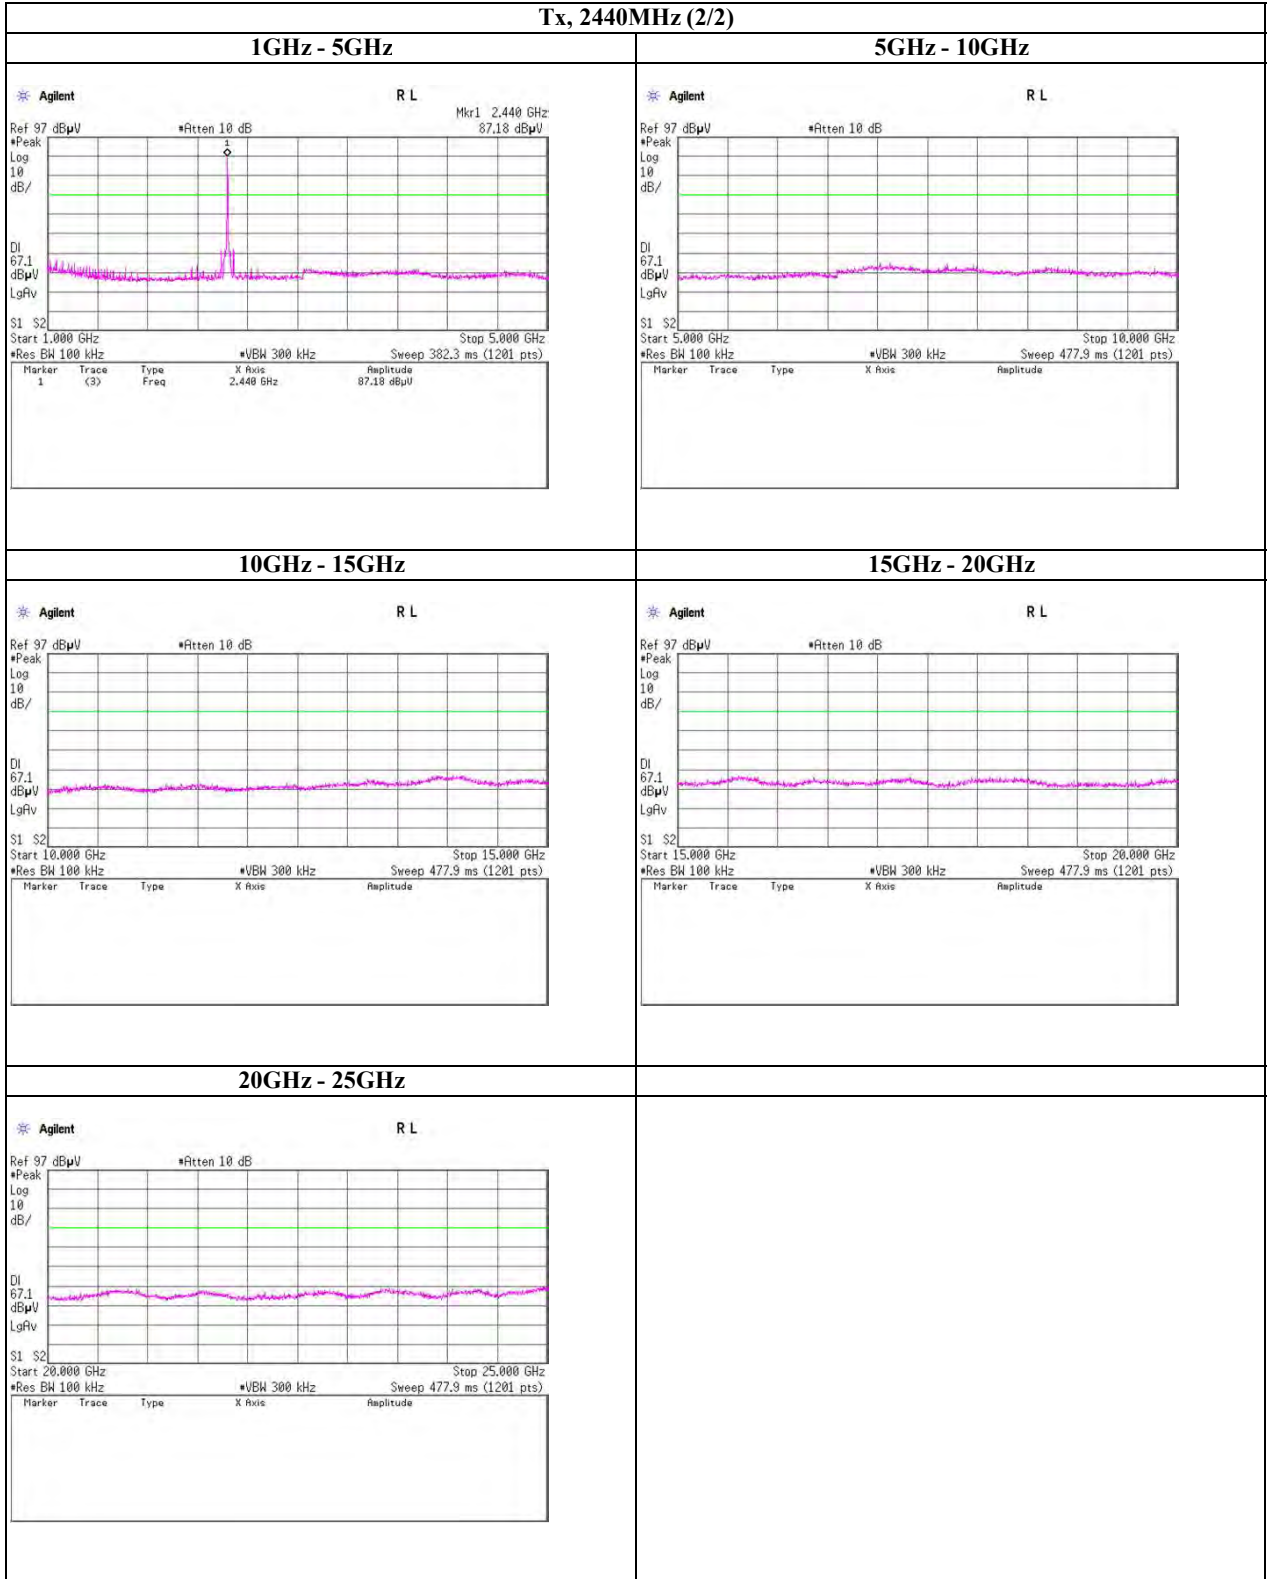 Tx, 2440MHz (2/2)
1GHz - 5GHz
Agilent R L
Mkr1 2.440 GHz
Ref 97 dBµV #Atten 10 dB 87.18 dBµV
#Peak
Log
10
dB/
1
DI
67.1
dBµV
LgAv
S1 S2
Start 1.000 GHz Stop 5.000 GHz
#Res BW 100 kHz #VBW 300 kHz Sweep 382.3 ms (1201 pts)
Marker Trace Type X Axis Amplitude
1 (3) Freq 2.440 GHz 87.18 dBµV
5GHz - 10GHz
Agilent R L
Ref 97 dBµV #Atten 10 dB
#Peak
Log
10
dB/
DI
67.1
dBµV
LgAv
S1 S2
Start 5.000 GHz Stop 10.000 GHz
#Res BW 100 kHz #VBW 300 kHz Sweep 477.9 ms (1201 pts)
Marker Trace Type X Axis Amplitude
10GHz - 15GHz
Agilent R L
Ref 97 dBµV #Atten 10 dB
#Peak
Log
10
dB/
DI
67.1
dBµV
LgAv
S1 S2
Start 10.000 GHz Stop 15.000 GHz
#Res BW 100 kHz #VBW 300 kHz Sweep 477.9 ms (1201 pts)
Marker Trace Type X Axis Amplitude
15GHz - 20GHz
Agilent R L
Ref 97 dBµV #Atten 10 dB
#Peak
Log
10
dB/
DI
67.1
dBµV
LgAv
S1 S2
Start 15.000 GHz Stop 20.000 GHz
#Res BW 100 kHz #VBW 300 kHz Sweep 477.9 ms (1201 pts)
Marker Trace Type X Axis Amplitude
20GHz - 25GHz
Agilent R L
Ref 97 dBµV #Atten 10 dB
#Peak
Log
10
dB/
DI
67.1
dBµV
LgAv
S1 S2
Start 20.000 GHz Stop 25.000 GHz
#Res BW 100 kHz #VBW 300 kHz Sweep 477.9 ms (1201 pts)
Marker Trace Type X Axis Amplitude